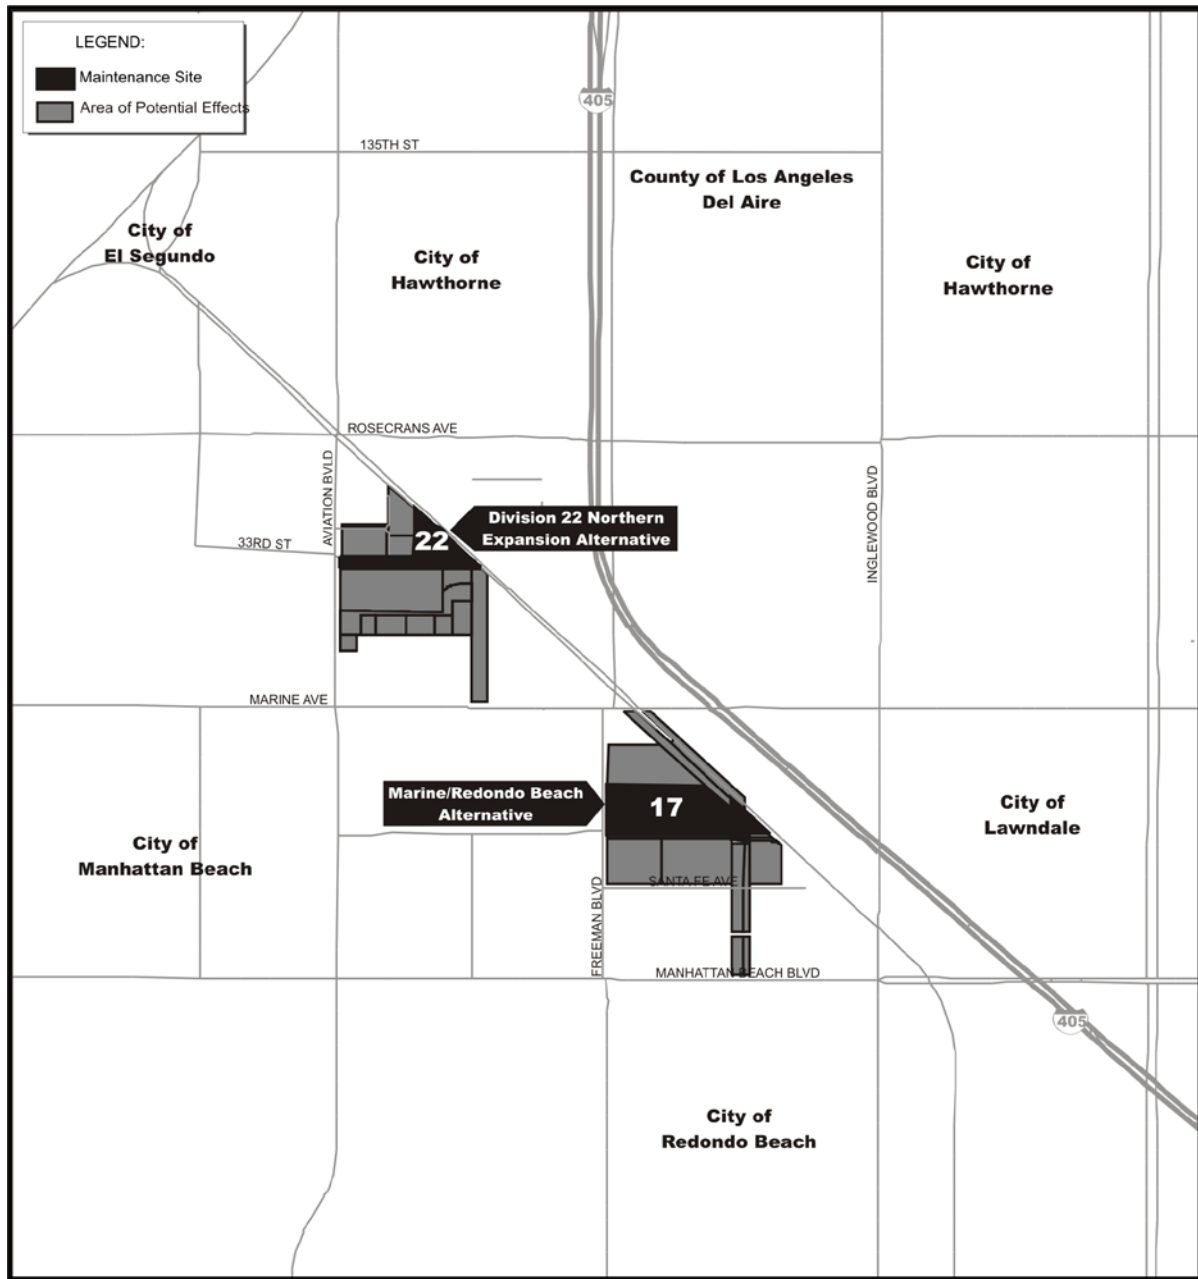 LEGEND:
Maintenance Site
Area of Potential Effects
405
135TH ST
County of Los Angeles
Del Aire
City of
El Segundo
City of
Hawthorne
City of
Hawthorne
ROSECRANS AVE
AVIATION BVLD
INGLEWOOD BLVD
33RD ST
22
Division 22 Northern
Expansion Alternative
MARINE AVE
Marine/Redondo Beach
Alternative
17
City of
Lawndale
City of
Manhattan Beach
SANTA FE AVE
FREEMAN BLVD
MANHATTAN BEACH BLVD
405
City of
Redondo Beach